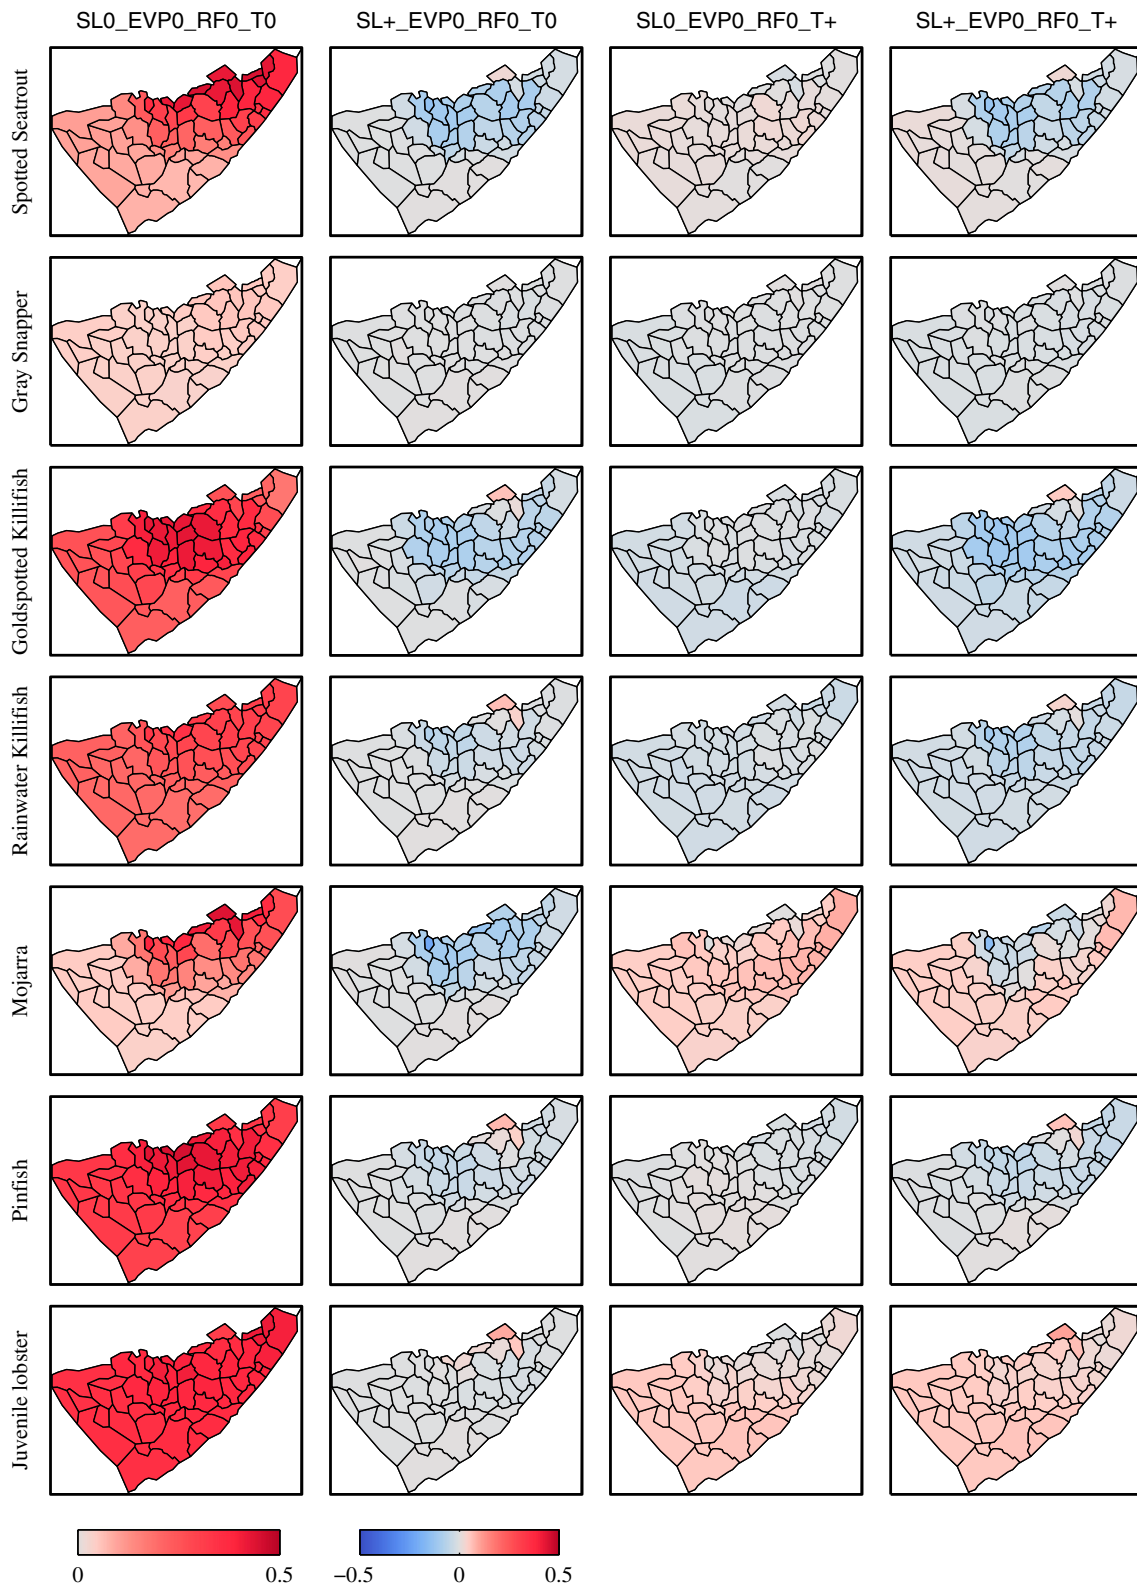 SL0_EVP0_RF0_T0 SL+_EVP0_RF0_T0 SL0_EVP0_RF0_T+ SL+_EVP0_RF0_T+
Spotted Seatrout
Gray Snapper
Goldspotted Killifish
Rainwater Killifish
Mojarra
Pinfish
Juvenile lobster
0 0.5 −0.5 0 0.5